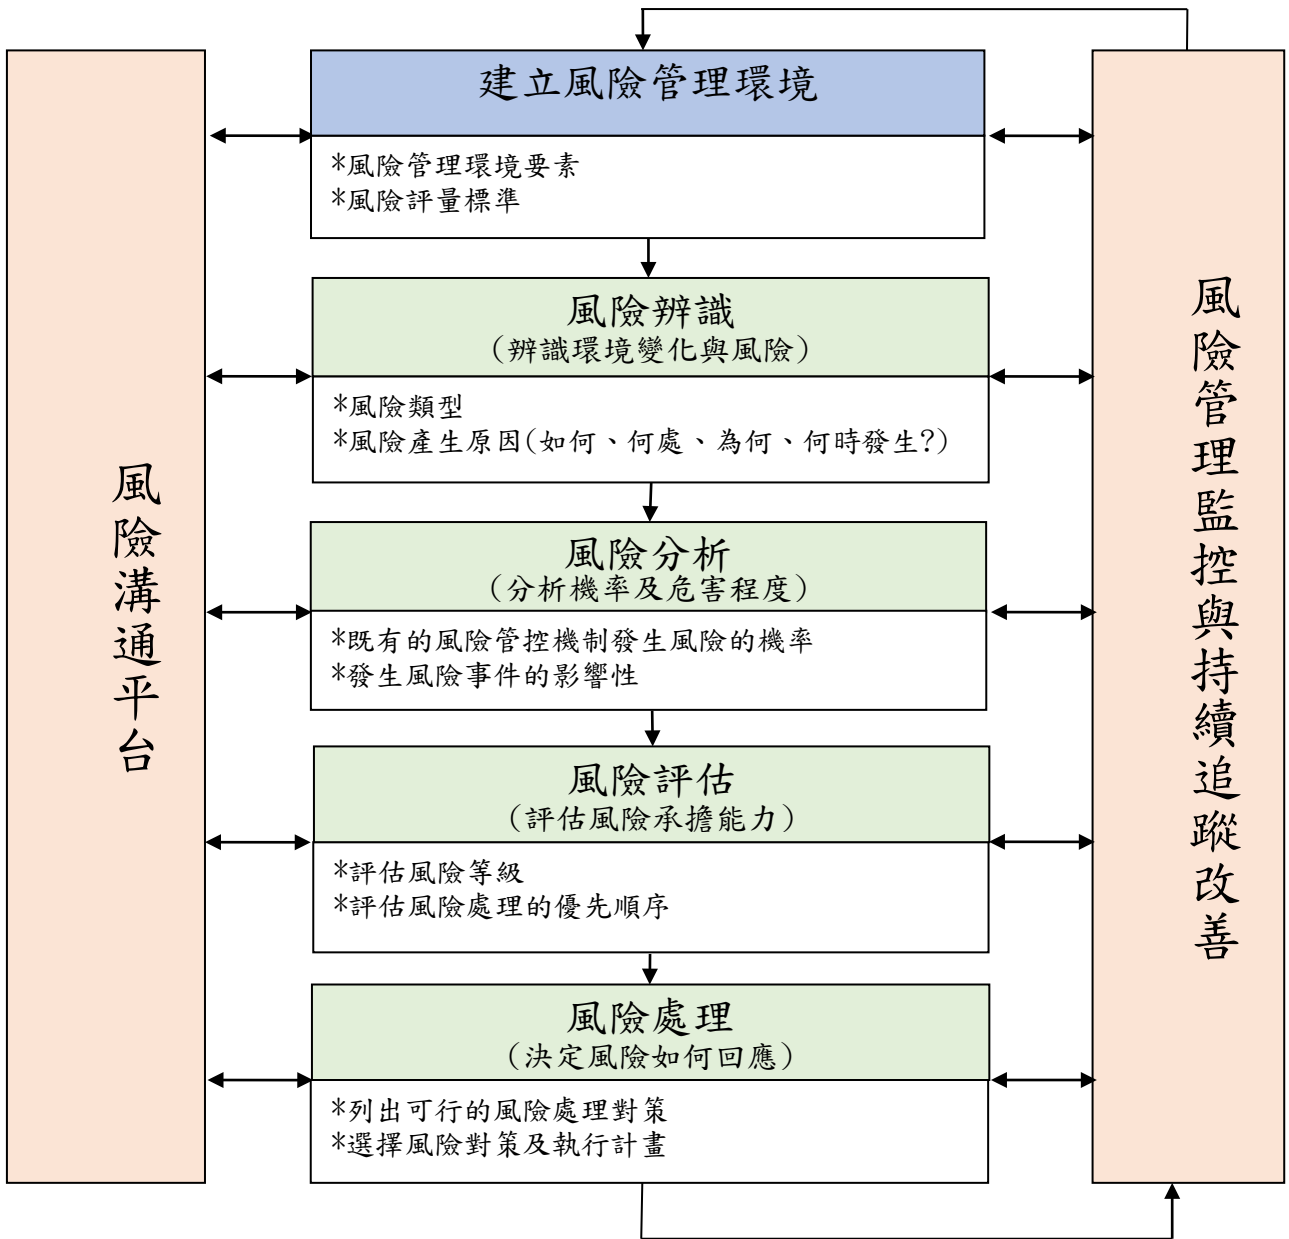 建立風險管理環境
*風險管理環境要素
*風險評量標準
風險辨識
(辨識環境變化與風險)
*風險類型
*風險產生原因(如何、何處、為何、何時發生?)
風險分析
(分析機率及危害程度)
*既有的風險管控機制發生風險的機率
*發生風險事件的影響性
風險評估
(評估風險承擔能力)
*評估風險等級
*評估風險處理的優先順序
風險處理
(決定風險如何回應)
*列出可行的風險處理對策
*選擇風險對策及執行計畫
風險溝通平台
風險管理監控與持續追蹤改善